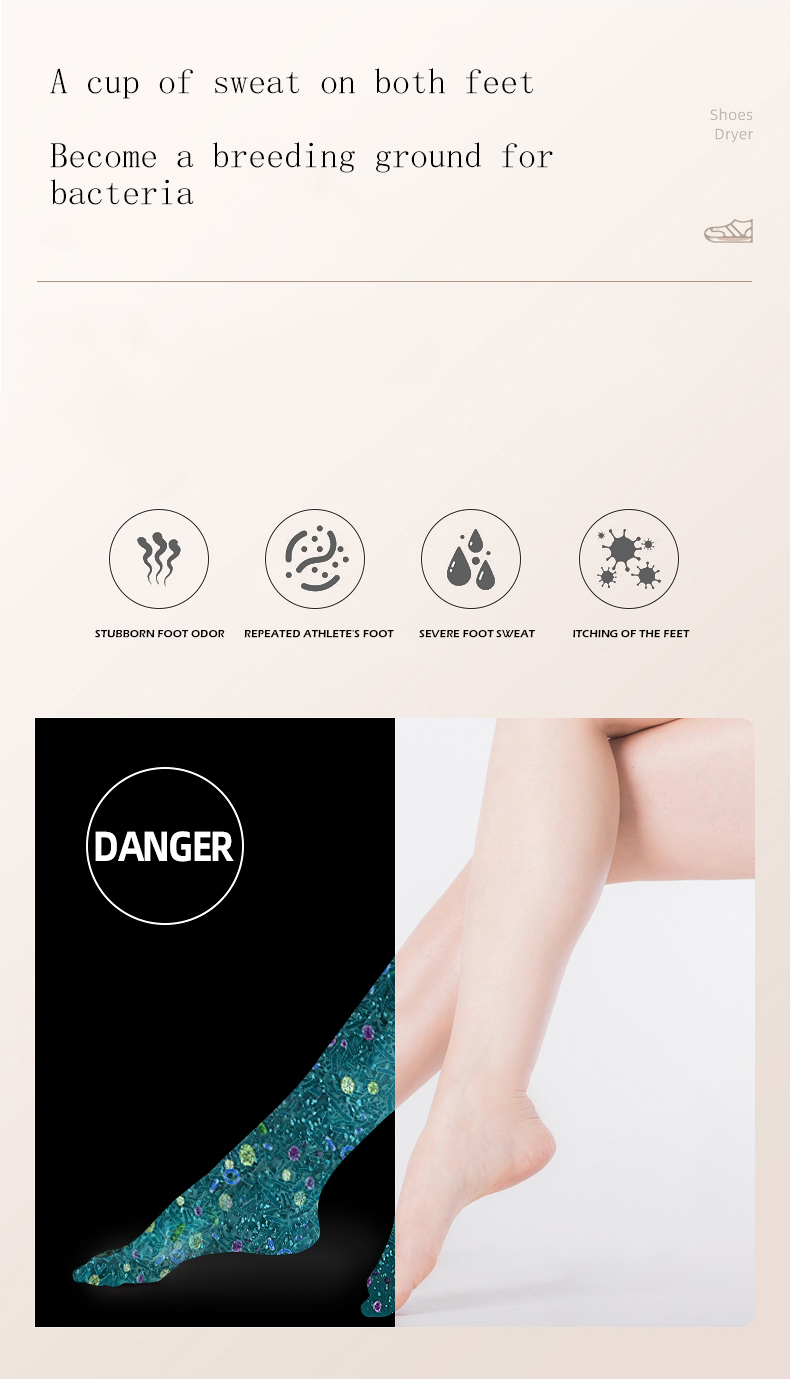 A cup of sweat on both feet
Become a breeding ground for
bacteria
Shoes
Dryer
STUBBORN FOOT ODOR
REPEATED ATHLETE'S FOOT
SEVERE FOOT SWEAT
ITCHING OF THE FEET
DANGER